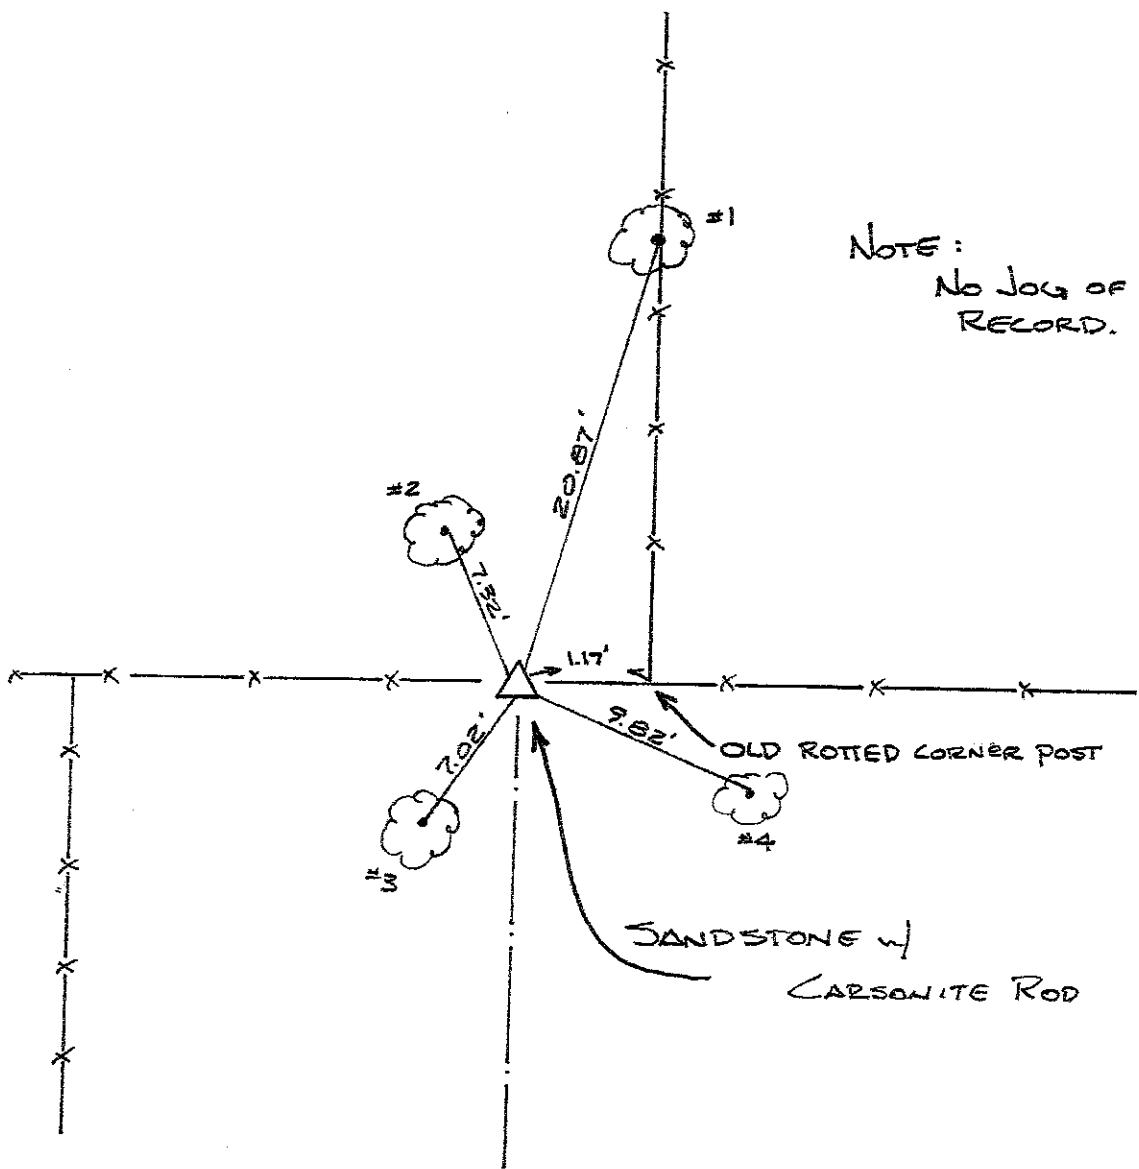 #1
NOTE:
NO JOG OF
RECORD.
20.87'
#2
7.32'
1.17'
7.02'
9.82'
OLD ROTTED CORNER POST
#4
#3
SANDSTONE w/
CARSONITE ROD